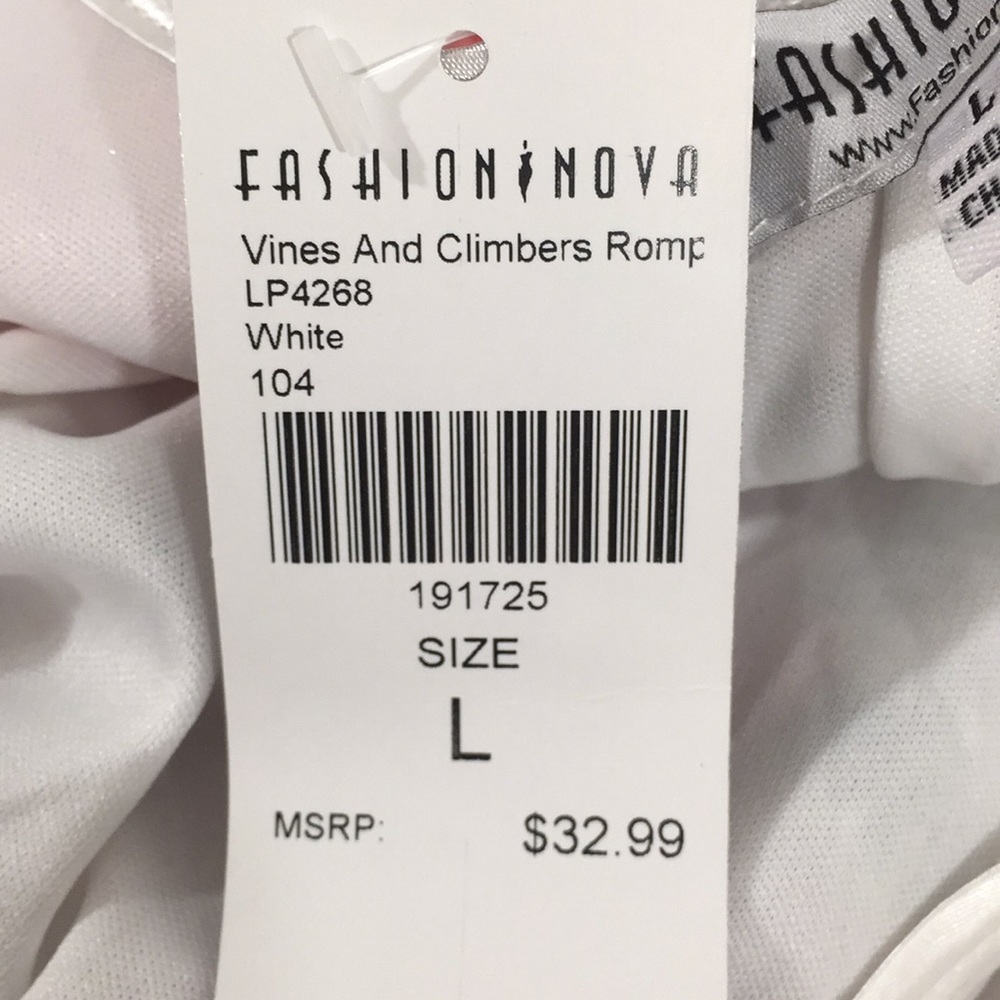 FASHION NOVA
Vines And Climbers Romp
LP4268
White
104
191725
SIZE
L
MSRP: $32.99
FASHIO
www.Fashion
L
MAD
CH